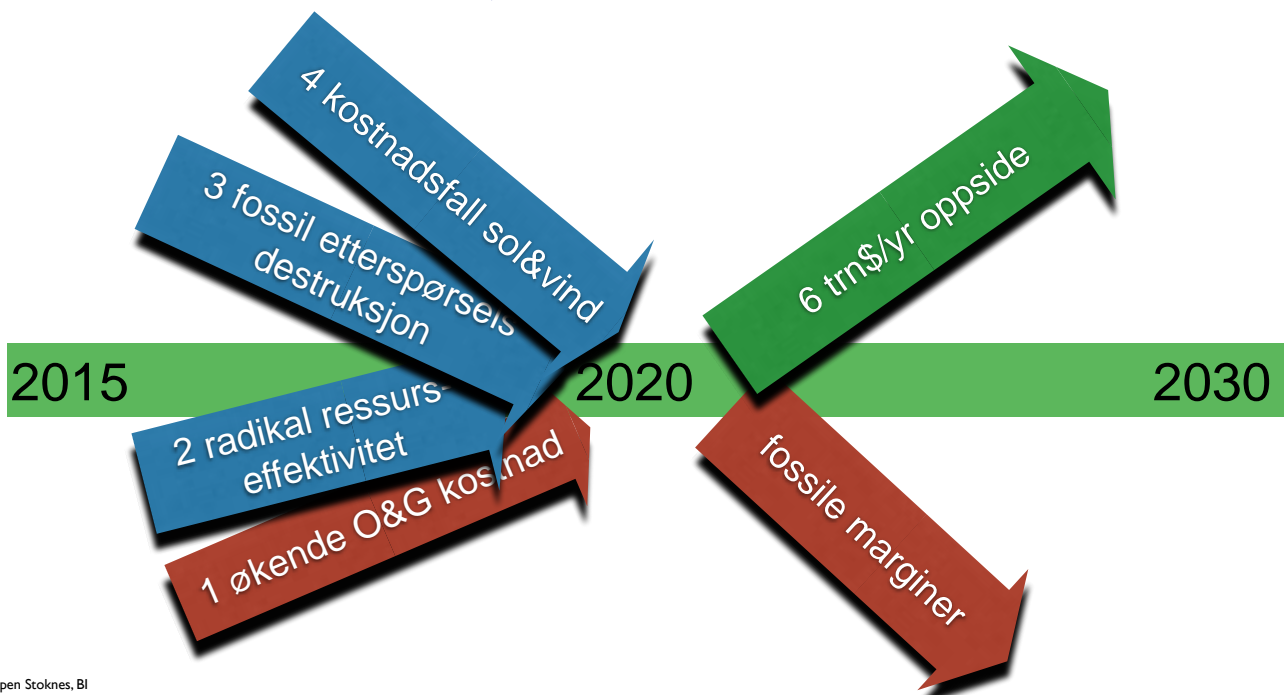 4 kostnadsfall sol&vind
3 fossil etterspørsels
destruksjon
2015
2020
2030
2 radikal ressurs-
effektivitet
1 økende O&G kostnad
6 trn$/yr oppside
fossile marginer
pen Stoknes, BI